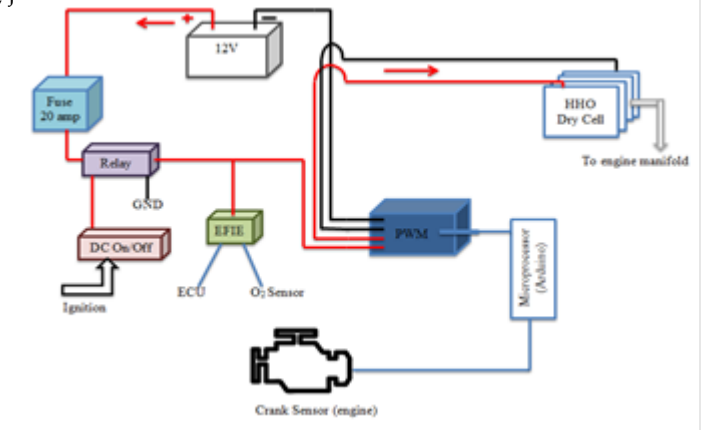 12V
Fuse
20 amp
HHO
Dry Cell
To engine manifold
Relay
GND
DC On/Off
EFIE
PWM
Microprocessor
(Arduino)
Ignition
ECU
O₂ Sensor
Crank Sensor (engine)